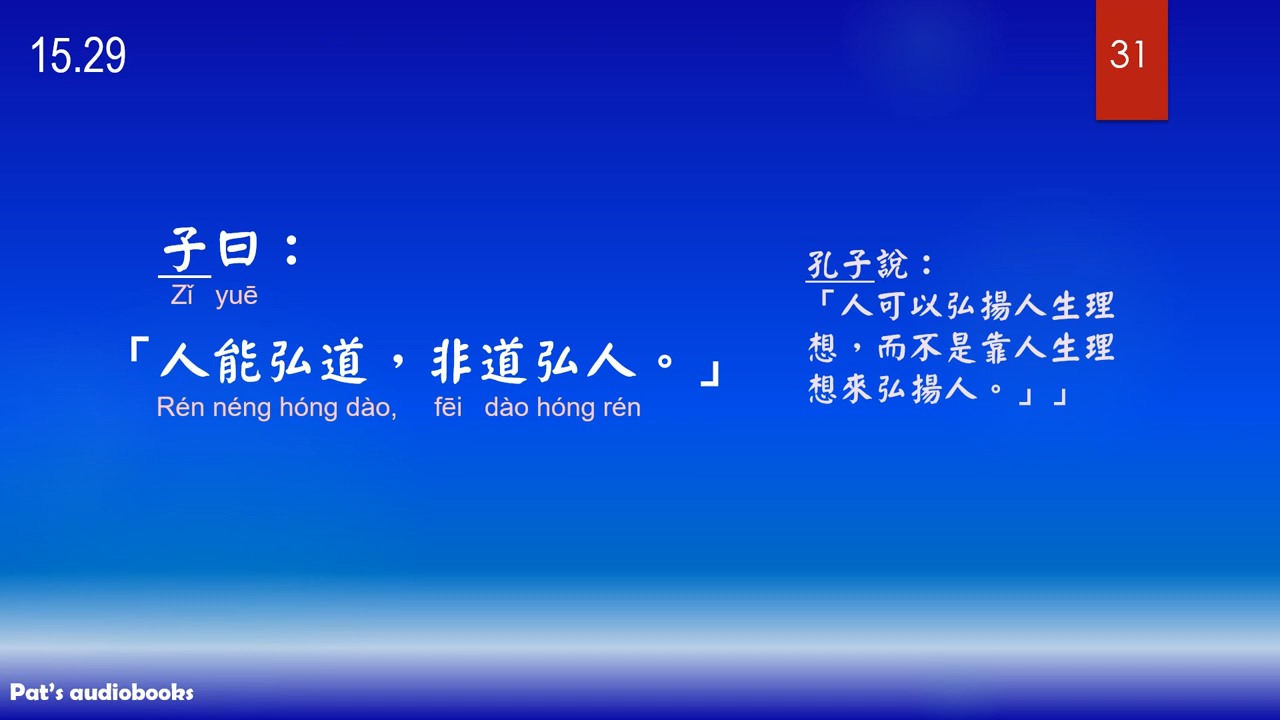 15.29
31
子曰：
Zǐ yuē
「人能弘道，非道弘人。」
Rén néng hóng dào, fēi dào hóng rén
孔子說：
「人可以弘揚人生理
想，而不是靠人生理
想來弘揚人。」」
Pat's audiobooks